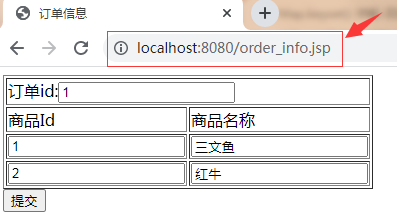 订单信息
localhost:8080/order_info.jsp
订单id:1
商品Id 商品名称
1 三文鱼
2 红牛
提交